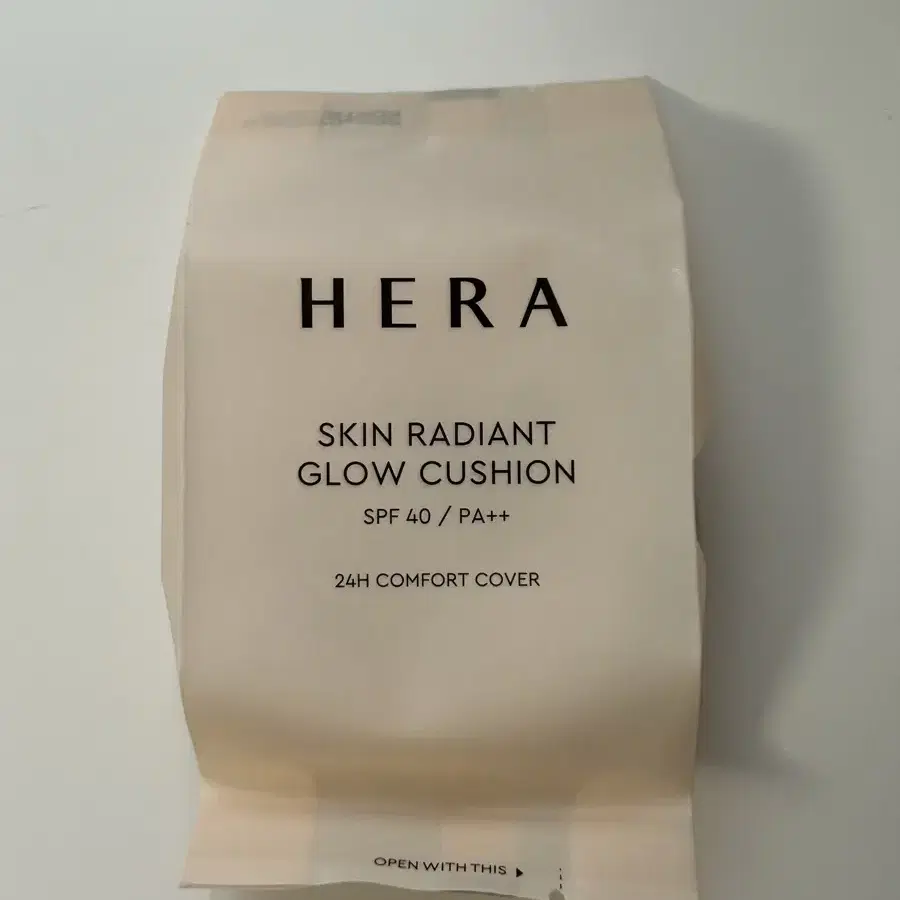 HERA
SKIN RADIANT
GLOW CUSHION
SPF 40 / PA++
24H COMFORT COVER
OPEN WITH THIS ▶